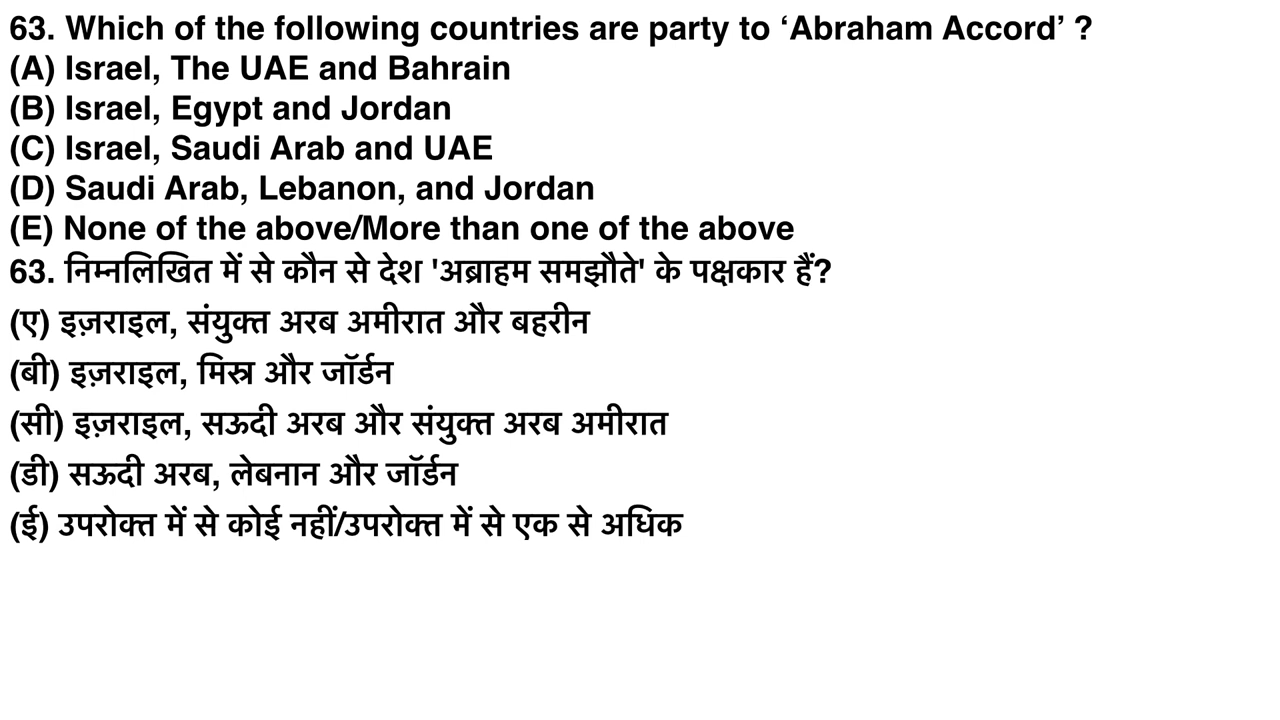 63. Which of the following countries are party to ‘Abraham Accord’ ?
(A) Israel, The UAE and Bahrain
(B) Israel, Egypt and Jordan
(C) Israel, Saudi Arab and UAE
(D) Saudi Arab, Lebanon, and Jordan
(E) None of the above/More than one of the above
63. निम्नलिखित में से कौन से देश 'अब्राहम समझौते' के पक्षकार हैं?
(ए) इज़राइल, संयुक्त अरब अमीरात और बहरीन
(बी) इज़राइल, मिस्र और जॉर्डन
(सी) इज़राइल, सऊदी अरब और संयुक्त अरब अमीरात
(डी) सऊदी अरब, लेबनान और जॉर्डन
(ई) उपरोक्त में से कोई नहीं/उपरोक्त में से एक से अधिक